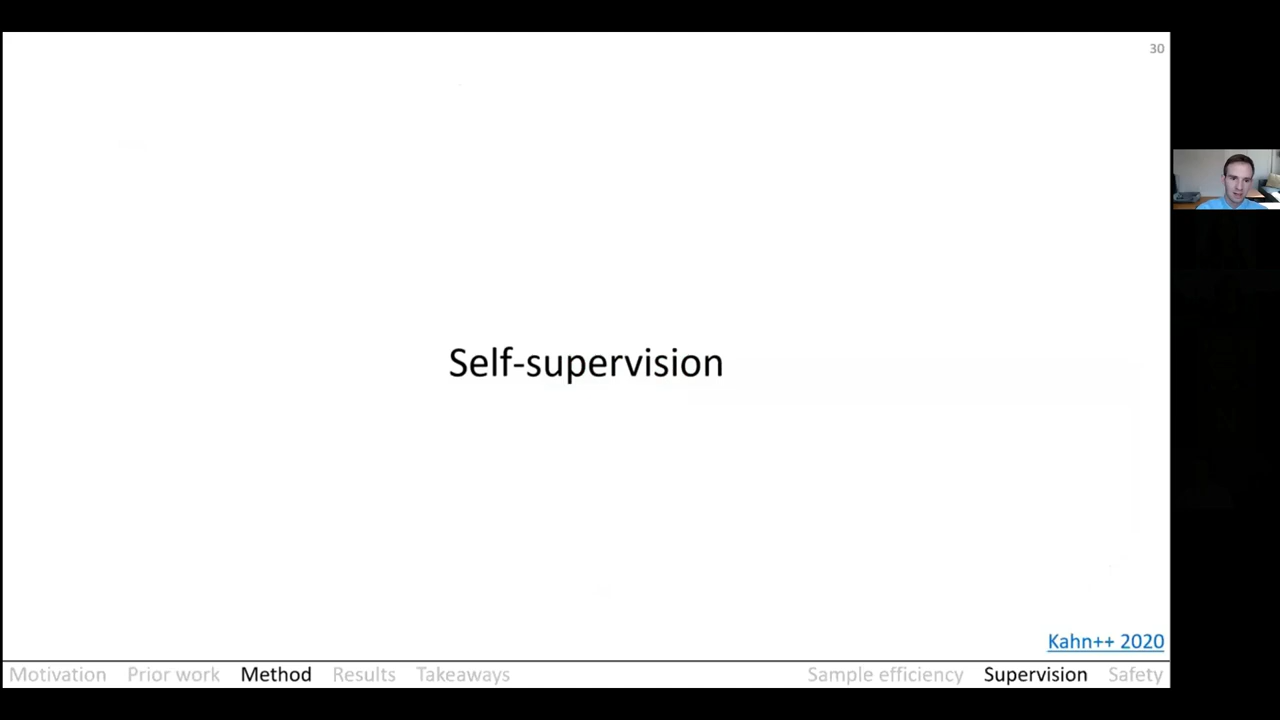 30
Self-supervision
Kahn++ 2020
Motivation Prior work Method Results Takeaways Sample efficiency Supervision Safety